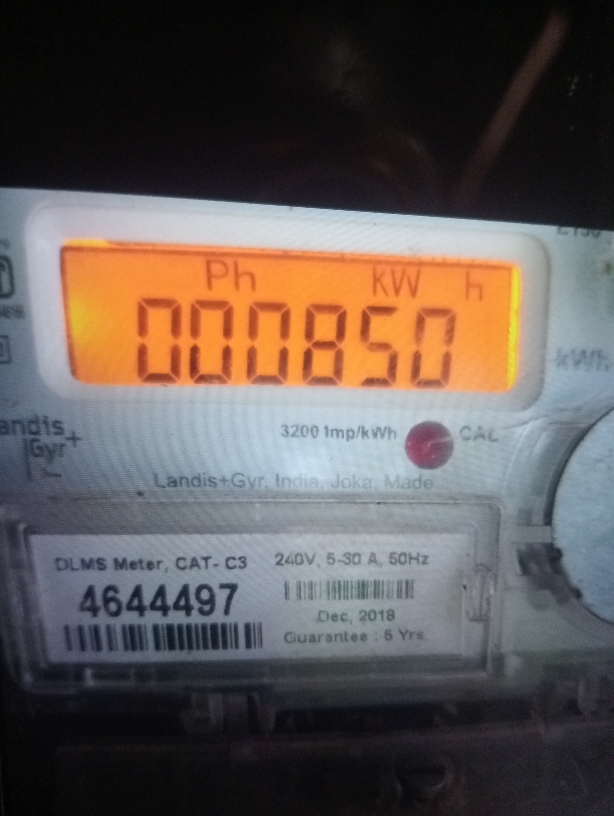 Ph kW h
000850
kWh
Landis
Gyr+
3200 Imp/kWh CAL
Landis+Gyr, India, Joka, Made
DLMS Meter, CAT- C3
4644497
240V, 5-30 A, 50Hz
Dec, 2018
Guarantee : 5 Yrs